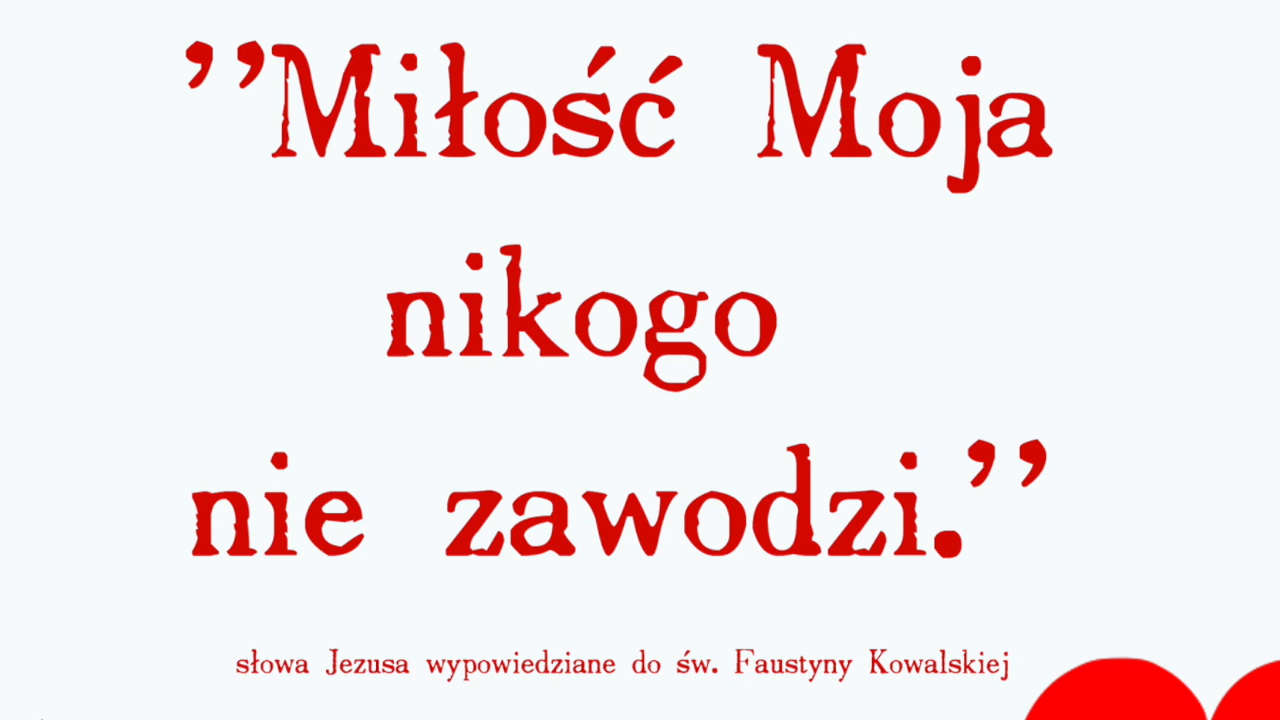 ’’Miłość Moja
nikogo
nie zawodzi.’’
słowa Jezusa wypowiedziane do św. Faustyny Kowalskiej